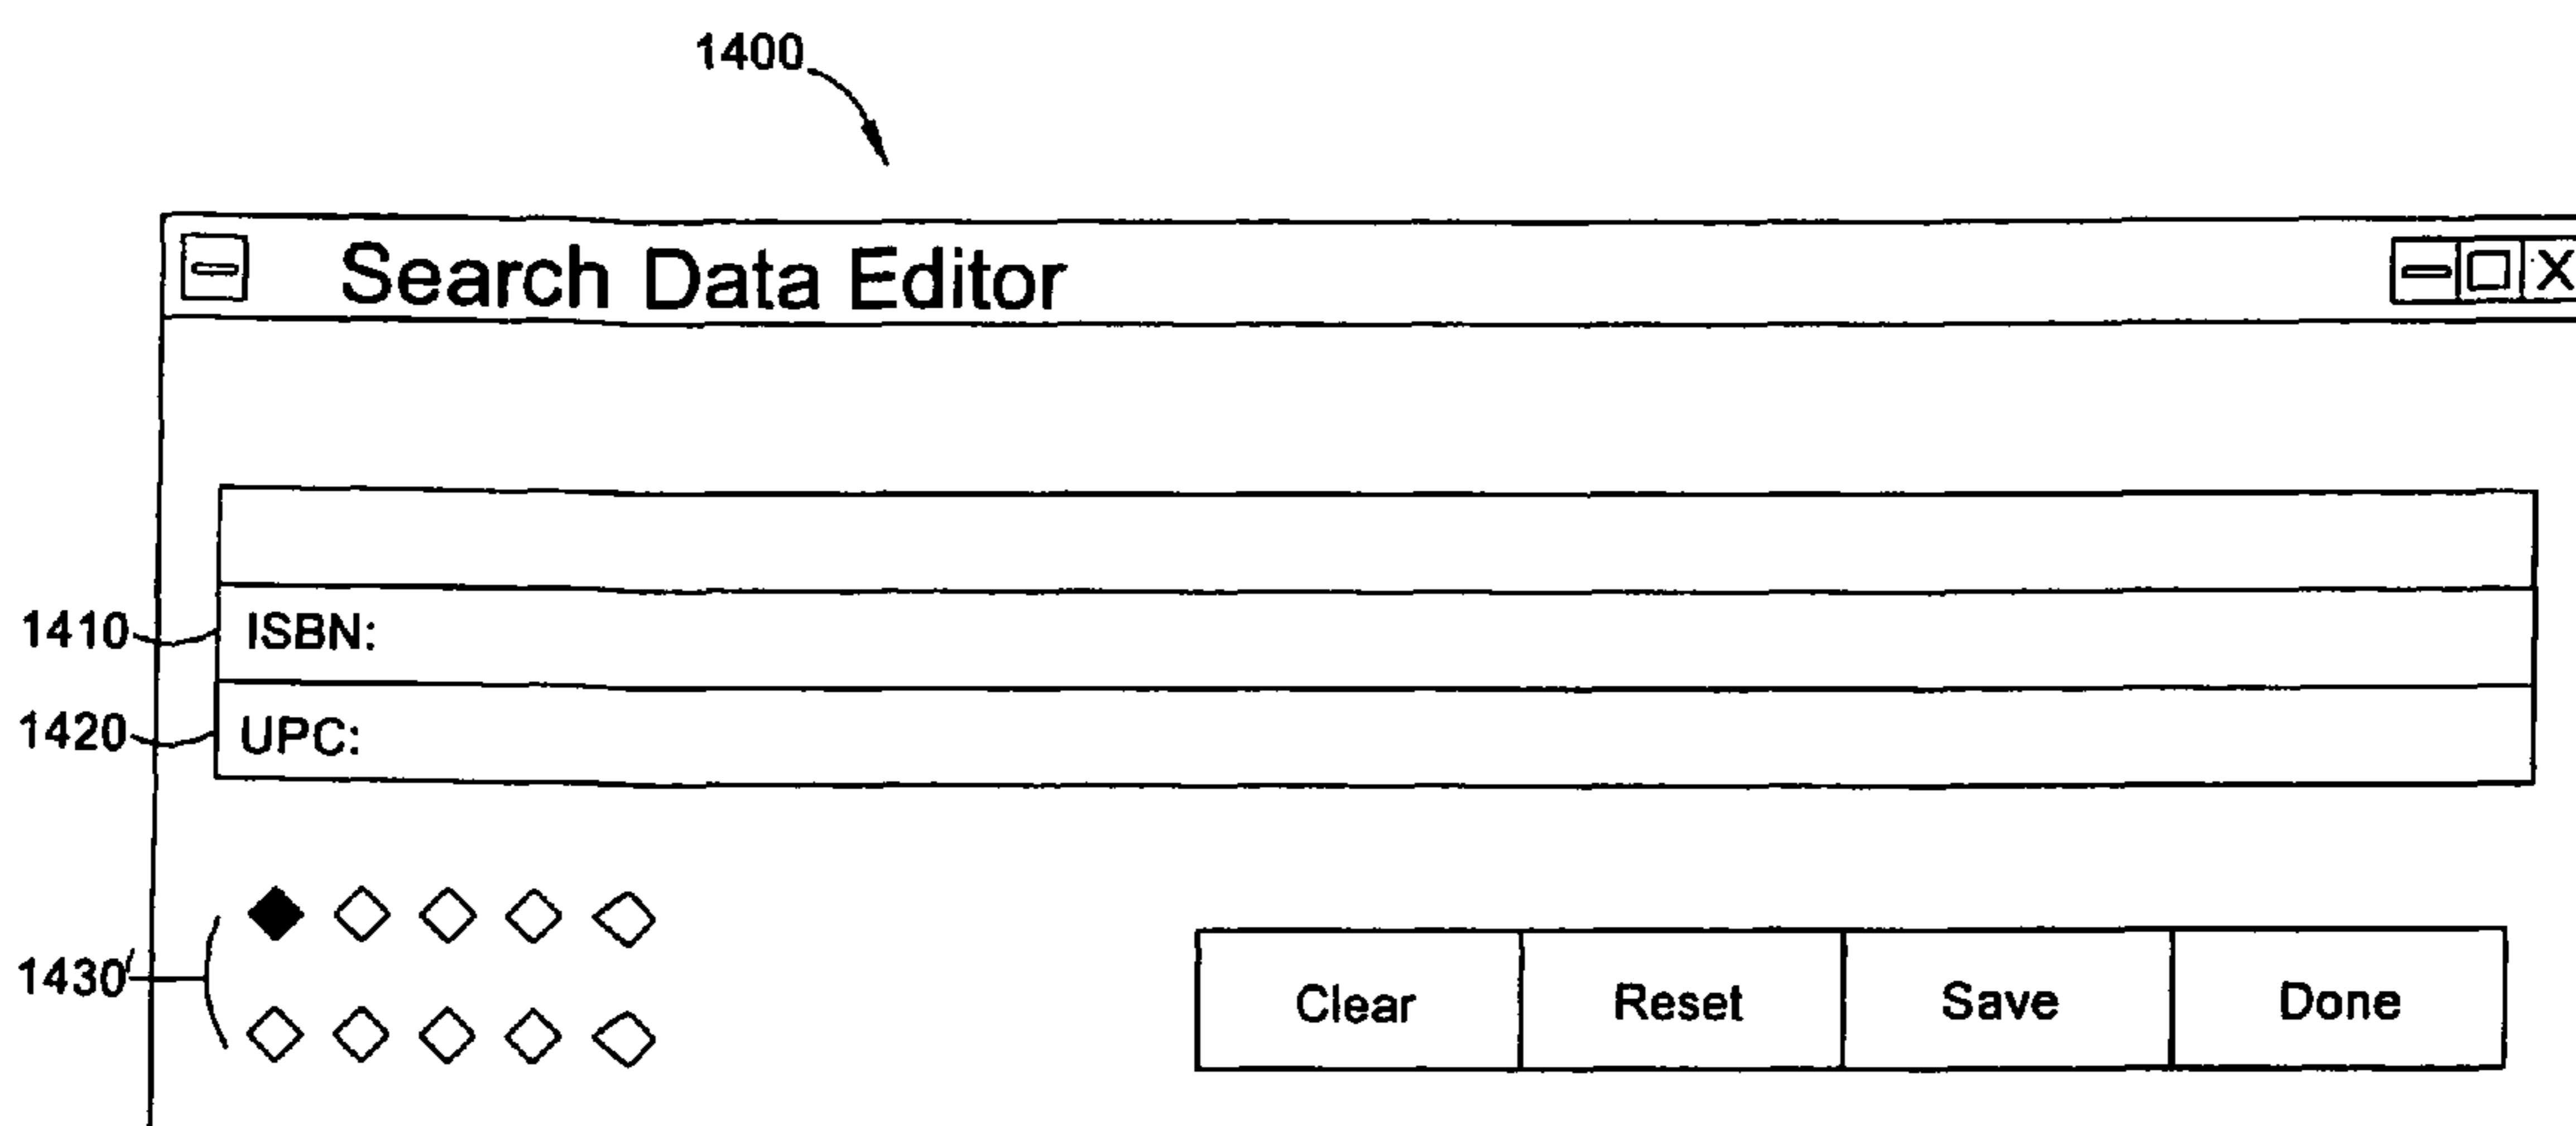 1400
Search Data Editor X
1410 ISBN:
1420 UPC:
1430
Clear Reset Save Done